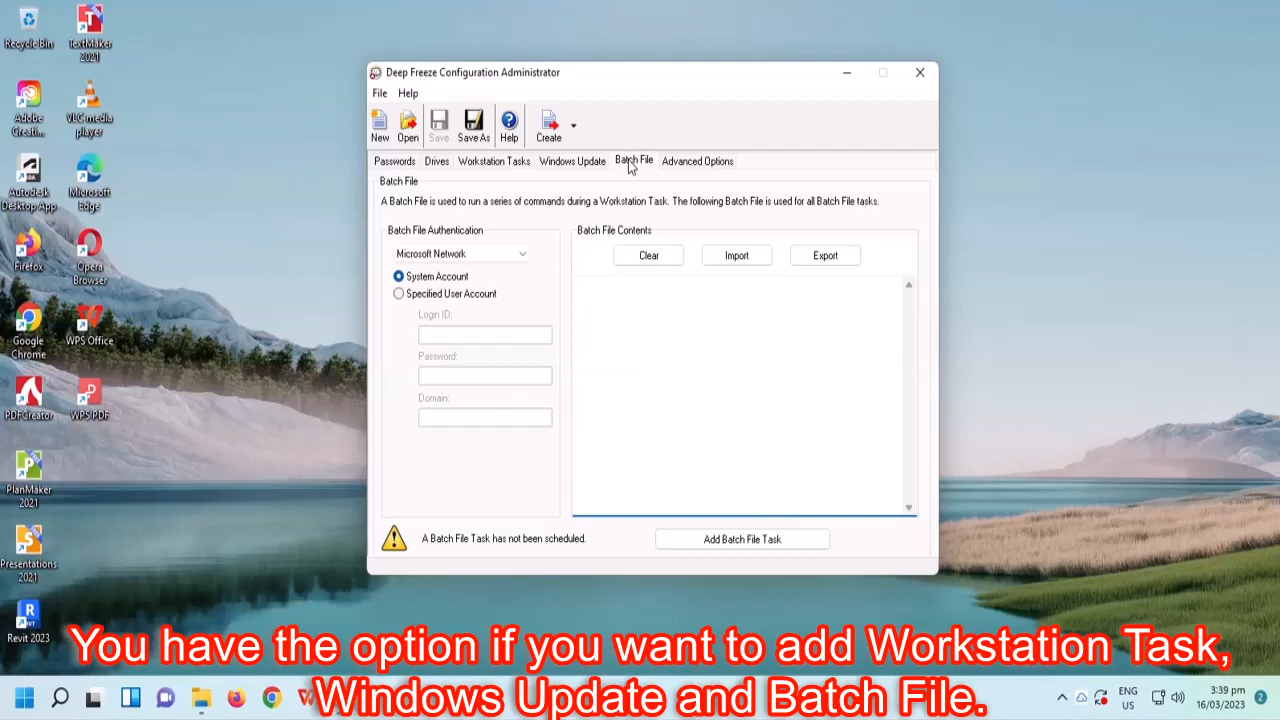 Recycle Bin
TextMaker
2021
Adobe
Creati...
VLC media
player
Autodesk
Desktop App
Microsoft
Edge
Firefox
Opera
Browser
Google
Chrome
WPS Office
PDFCreator
WPS PDF
PlanMaker
2021
Presentations
2021
Revit 2023
Deep Freeze Configuration Administrator
File Help
New Open Save Save As Help Create
Passwords Drives Workstation Tasks Windows Update Batch File Advanced Options
Batch File
A Batch File is used to run a series of commands during a Workstation Task. The following Batch File is used for all Batch File tasks.
Batch File Authentication
Microsoft Network
System Account
Specified User Account
Login ID:
Password:
Domain:
Batch File Contents
Clear Import Export
A Batch File Task has not been scheduled.
Add Batch File Task
You have the option if you want to add Workstation Task,
Windows Update and Batch File.
ENG
US
3:39 pm
16/03/2023
2